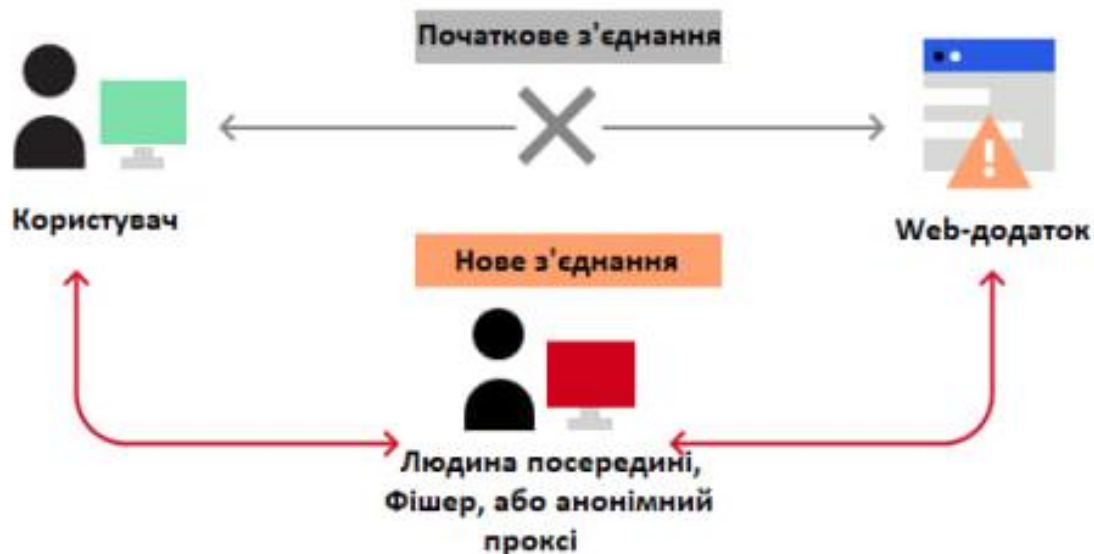 Початкове з'єднання
Користувач
Web-додаток
Нове з'єднання
Людина посередині,
Фішер, або анонімний
проксі